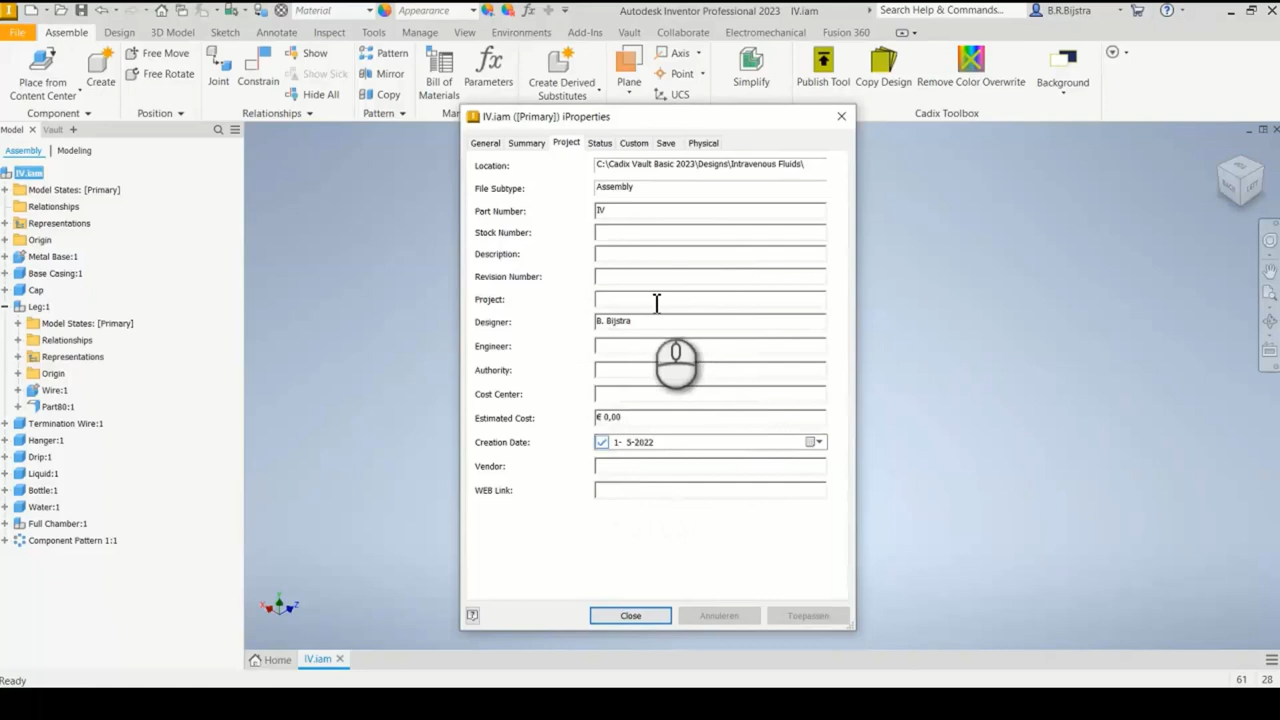 Material
Appearance
Autodesk Inventor Professional 2023 IV.iam
Search Help & Commands...
B.R.Bijstra
File Assemble Design 3D Model Sketch Annotate Inspect Tools Manage View Environments Add-Ins Vault Collaborate Electromechanical Fusion 360
Place from
Content Center
Create
Free Move
Free Rotate
Joint
Constrain
Show
Show Sick
Hide All
Pattern
Mirror
Copy
Bill of
Materials
Parameters
Create Derived
Substitutes
Plane
Axis
Point
UCS
Simplify
Publish Tool
Copy Design
Remove Color Overwrite
Background
Component
Position
Relationships
Pattern
Cadix Toolbox
Model
Vault
Assembly
Modeling
IV.iam
Model States: [Primary]
Relationships
Representations
Origin
Metal Base:1
Base Casing:1
Cap
Leg:1
Model States: [Primary]
Relationships
Representations
Origin
Wire:1
Part80:1
Termination Wire:1
Hanger:1
Drip:1
Liquid:1
Bottle:1
Water:1
Full Chamber:1
Component Pattern 1:1
IV.iam ([Primary]) iProperties
General Summary Project Status Custom Save Physical
Location: C:\Cadix Vault Basic 2023\Designs\Intravenous Fluids\
File Subtype: Assembly
Part Number: IV
Stock Number:
Description:
Revision Number:
Project:
Designer: B. Bijstra
Engineer:
Authority:
Cost Center:
Estimated Cost: € 0,00
Creation Date: 1- 5-2022
Vendor:
WEB Link:
Close Annuleren Toepassen
Home
IV.iam
Ready
61 28